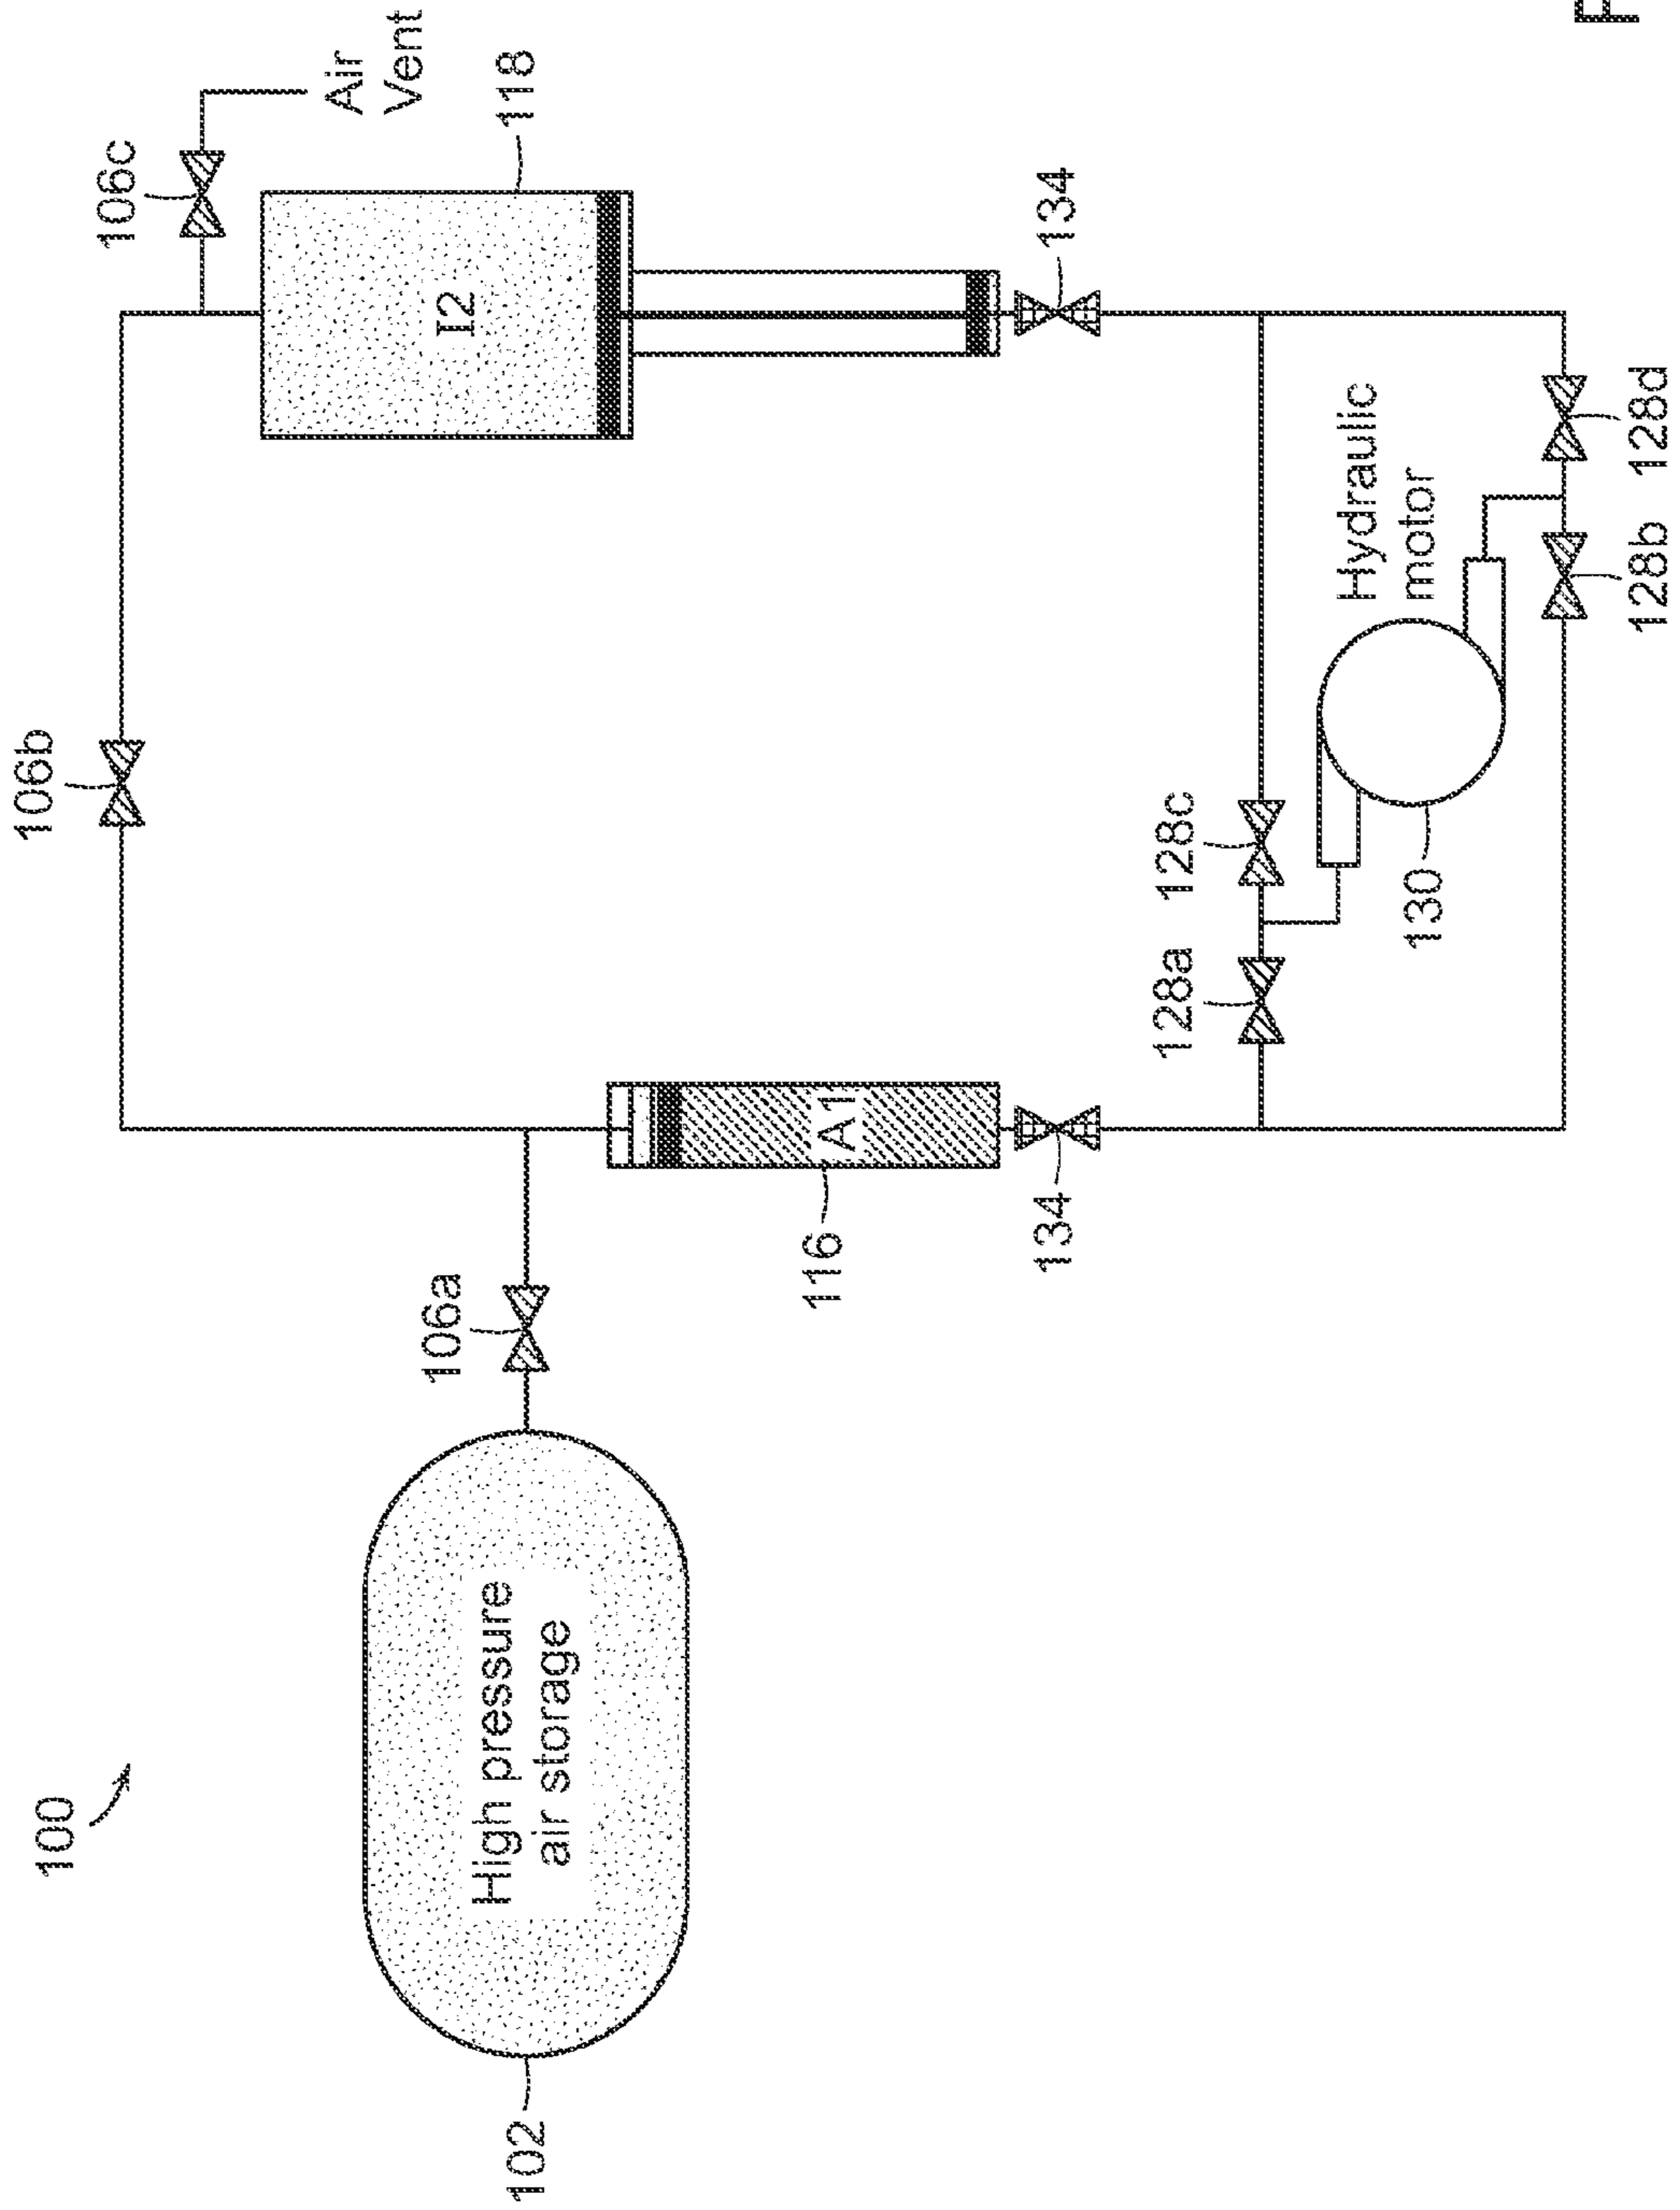 100
102
High pressure
air storage
106a
106b
106c
Air
Vent
118
I2
116
A1
134
134
128a
128c
Hydraulic
motor
130
128b
128d
F